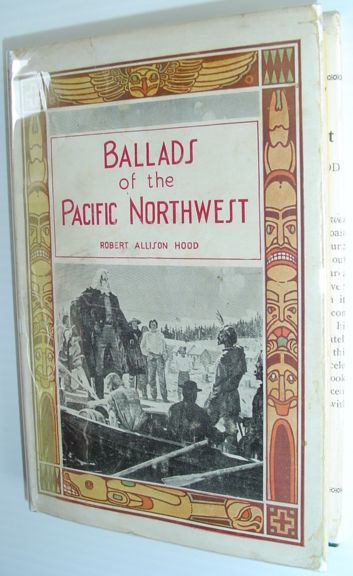 BALLADS
of the
PACIFIC NORTHWEST
ROBERT ALLISON HOOD